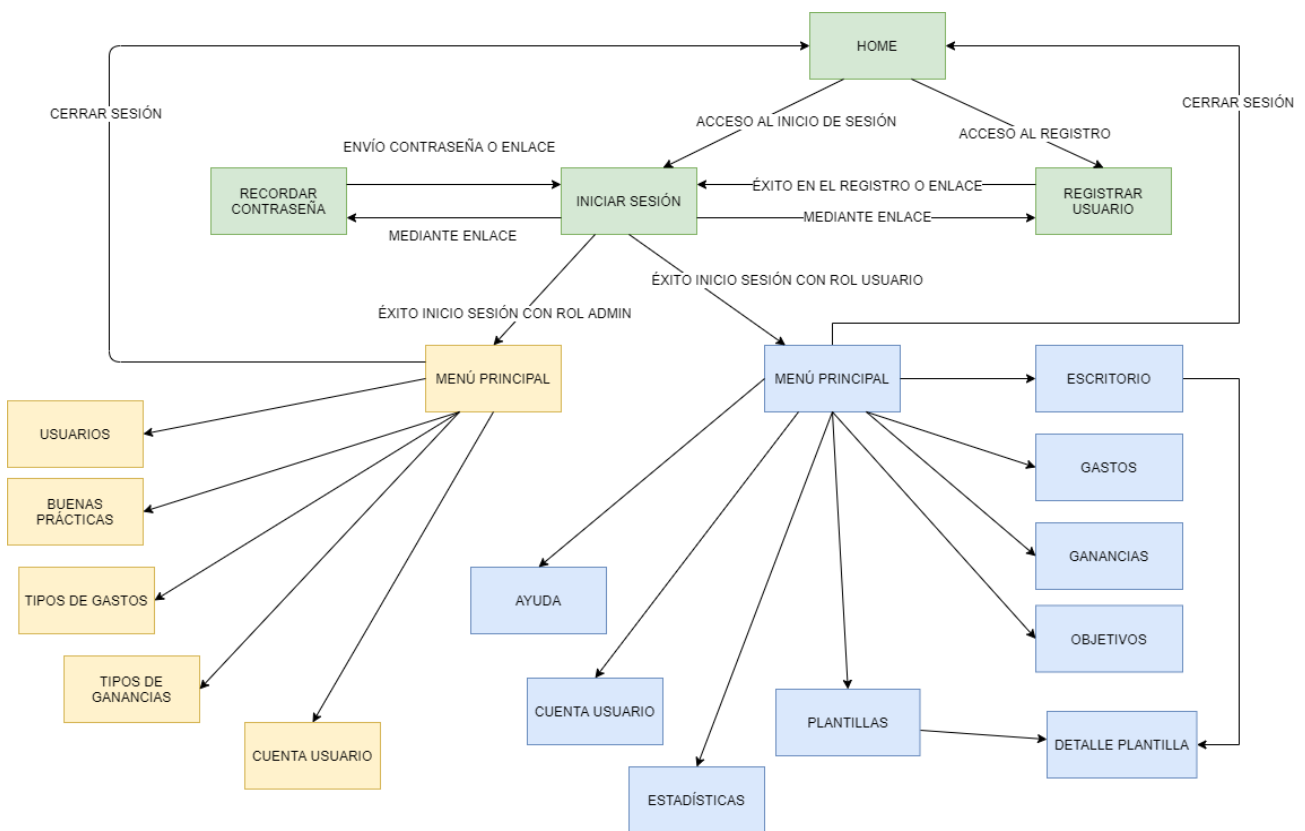 HOME
CERRAR SESIÓN
CERRAR SESIÓN
ACCESO AL INICIO DE SESIÓN
ACCESO AL REGISTRO
ENVÍO CONTRASEÑA O ENLACE
RECORDAR
CONTRASEÑA
INICIAR SESIÓN
ÉXITO EN EL REGISTRO O ENLACE
REGISTRAR
USUARIO
MEDIANTE ENLACE
MEDIANTE ENLACE
ÉXITO INICIO SESIÓN CON ROL USUARIO
ÉXITO INICIO SESIÓN CON ROL ADMIN
MENÚ PRINCIPAL
MENÚ PRINCIPAL
ESCRITORIO
USUARIOS
GASTOS
BUENAS
PRÁCTICAS
GANANCIAS
TIPOS DE GASTOS
AYUDA
OBJETIVOS
TIPOS DE
GANANCIAS
CUENTA USUARIO
PLANTILLAS
DETALLE PLANTILLA
CUENTA USUARIO
ESTADÍSTICAS